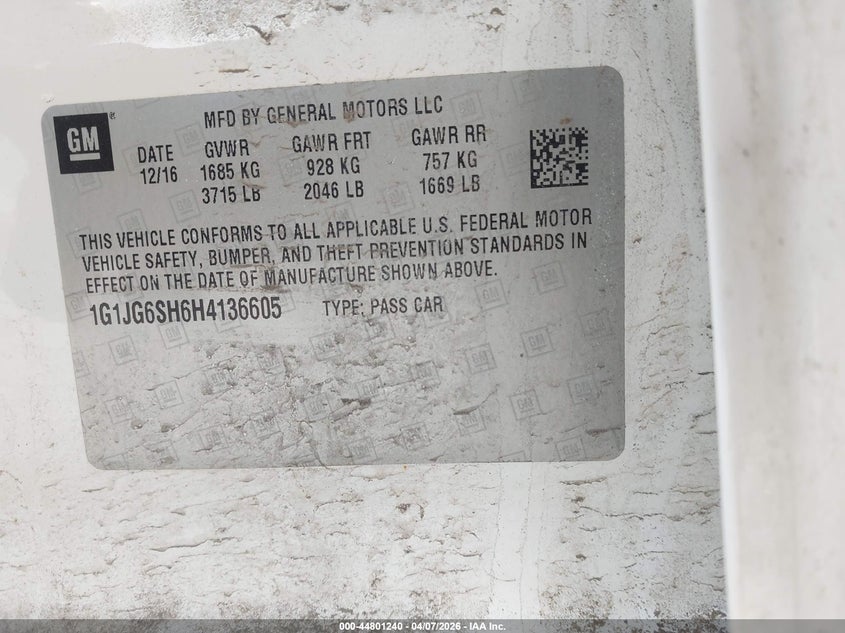 MFD BY GENERAL MOTORS LLC
GM®
DATE GVWR GAWR FRT GAWR RR
12/16 1685 KG 928 KG 757 KG
3715 LB 2046 LB 1669 LB
THIS VEHICLE CONFORMS TO ALL APPLICABLE U.S. FEDERAL MOTOR
VEHICLE SAFETY, BUMPER, AND THEFT PREVENTION STANDARDS IN
EFFECT ON THE DATE OF MANUFACTURE SHOWN ABOVE.
1G1JG6SH6H4136605 TYPE: PASS CAR
000-44801240 - 04/07/2026 - IAA Inc.